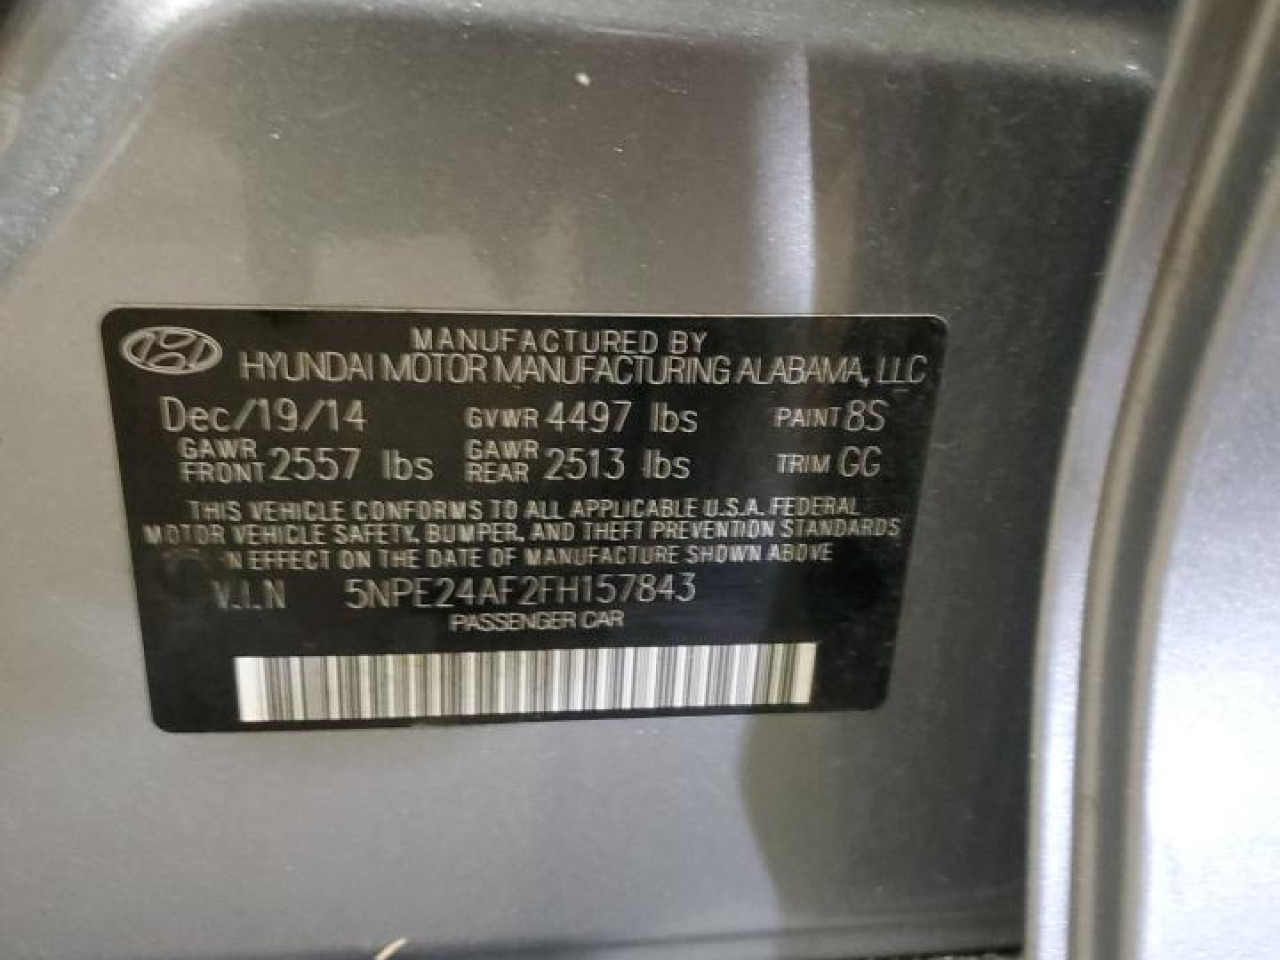 MANUFACTURED BY
HYUNDAI MOTOR MANUFACTURING ALABAMA, LLC
Dec/19/14 GVWR 4497 lbs PAINT 8S
GAWR FRONT 2557 lbs GAWR REAR 2513 lbs TRIM GG
THIS VEHICLE CONFORMS TO ALL APPLICABLE U.S.A. FEDERAL
MOTOR VEHICLE SAFETY, BUMPER, AND THEFT PREVENTION STANDARDS
IN EFFECT ON THE DATE OF MANUFACTURE SHOWN ABOVE
V.I.N 5NPE24AF2FH157843
PASSENGER CAR